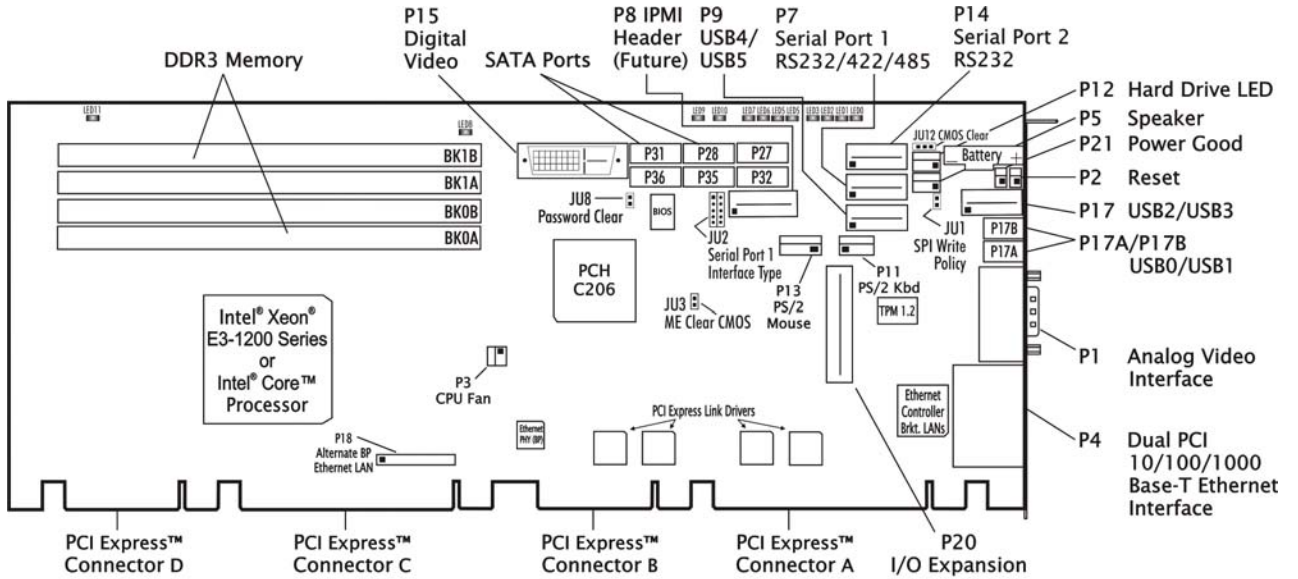 P15
Digital
Video
P8 IPMI
Header
(Future)
P9
USB4/
USB5
P7
Serial Port 1
RS232/422/485
P14
Serial Port 2
RS232
DDR3 Memory
SATA Ports
P12 Hard Drive LED
P5 Speaker
P21 Power Good
P2 Reset
P17 USB2/USB3
P17A/P17B
USB0/USB1
P1 Analog Video
Interface
P4 Dual PCI
10/100/1000
Base-T Ethernet
Interface
LED11
LED8
LED9
LED10
LED7
LED6
LED5
LED5
LED3
LED2
LED1
LED0
BK1B
BK1A
BK0B
BK0A
P31
P28
P27
P36
P35
P32
JU12 CMOS Clear
Battery
+
JU8
Password Clear
BIOS
JU2
Serial Port 1
Interface Type
JU1
SPI Write
Policy
P17B
P17A
PCH
C206
P13
PS/2
Mouse
P11
PS/2 Kbd
TPM 1.2
JU3
ME Clear CMOS
Intel® Xeon®
E3-1200 Series
or
Intel® Core™
Processor
P3
CPU Fan
Ethernet
PHY (BP)
PCI Express Link Drivers
Ethernet
Controller
Brkt. LANs
P18
Alternate BP
Ethernet LAN
PCI Express™
Connector D
PCI Express™
Connector C
PCI Express™
Connector B
PCI Express™
Connector A
P20
I/O Expansion